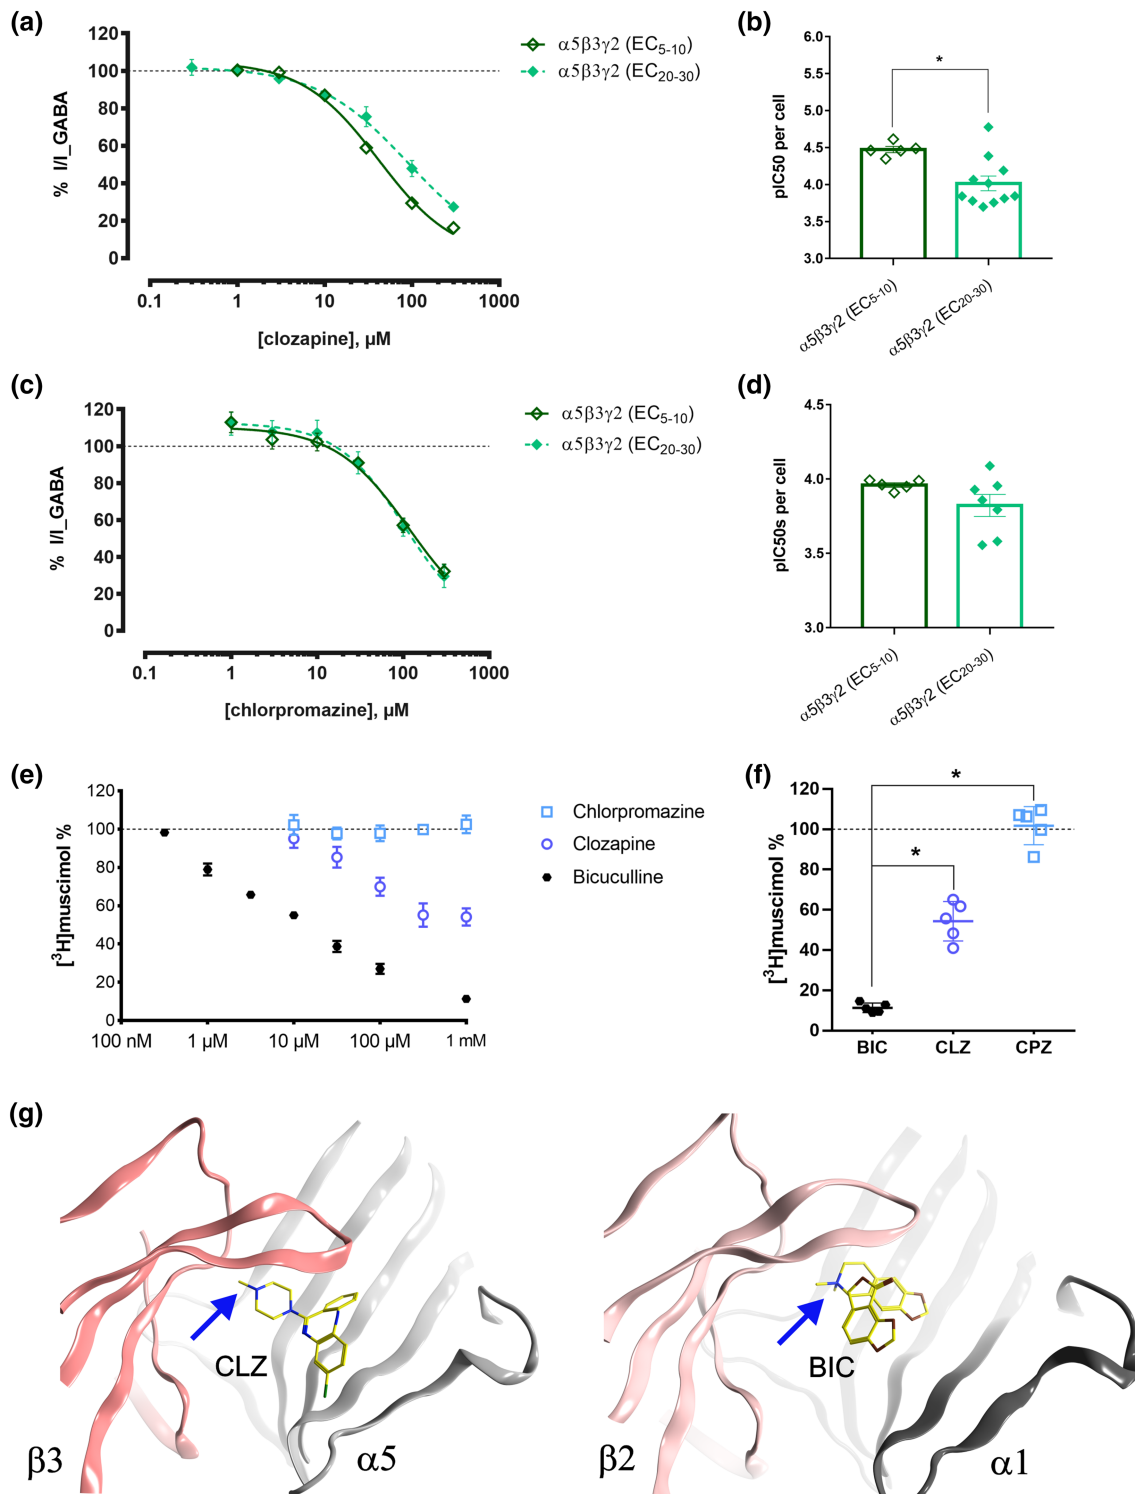 (a)
120
100
80
60
40
20
0
% I/I_GABA
0.1 1 10 100 1000
[clozapine], µM
α5β3γ2 (EC5-10)
α5β3γ2 (EC20-30)
(b)
6.0
5.5
5.0
4.5
4.0
3.5
3.0
pIC50 per cell
*
α5β3γ2 (EC5-10)
α5β3γ2 (EC20-30)
(c)
120
100
80
60
40
20
0
% I/I_GABA
0.1 1 10 100 1000
[chlorpromazine], µM
α5β3γ2 (EC5-10)
α5β3γ2 (EC20-30)
(d)
4.5
4.0
3.5
3.0
pIC50s per cell
α5β3γ2 (EC5-10)
α5β3γ2 (EC20-30)
(e)
120
100
80
60
40
20
0
[3H]muscimol %
100 nM 1 µM 10 µM 100 µM 1 mM
Chlorpromazine
Clozapine
Bicuculline
(f)
120
100
80
60
40
20
0
[3H]muscimol %
*
*
BIC CLZ CPZ
(g)
CLZ
β3
α5
BIC
β2
α1